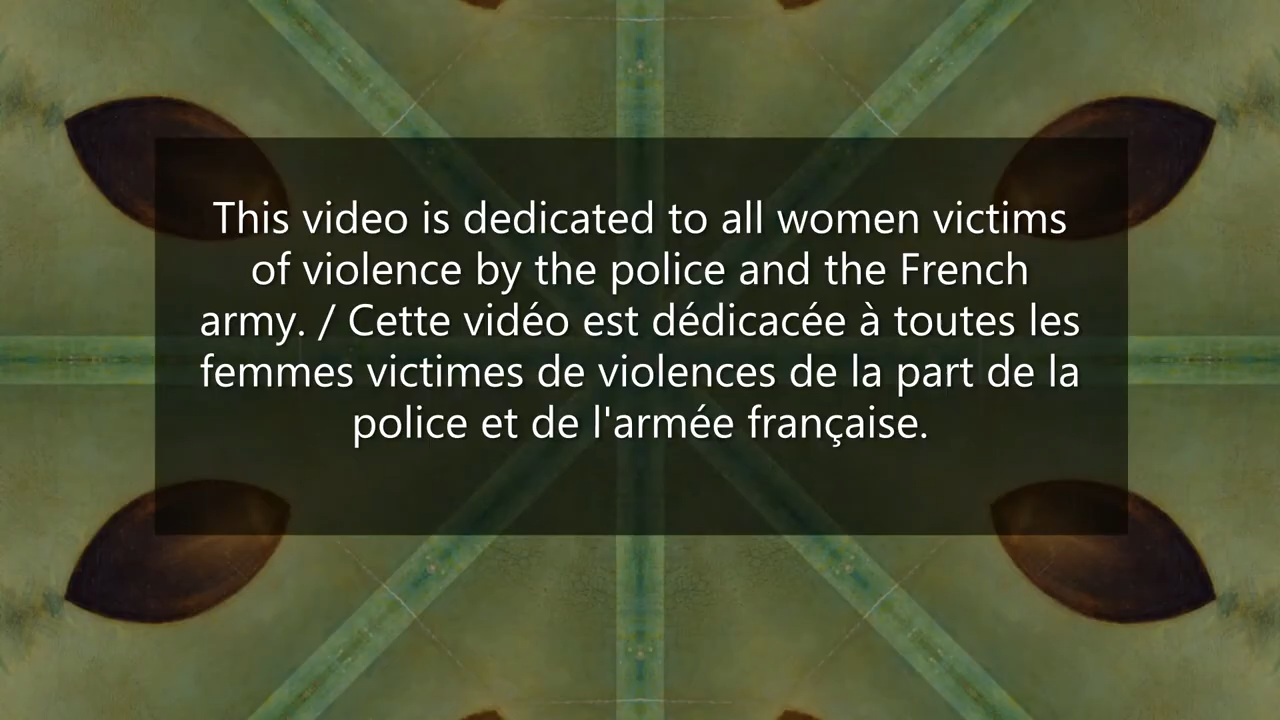 This video is dedicated to all women victims
of violence by the police and the French
army. / Cette vidéo est dédicacée à toutes les
femmes victimes de violences de la part de la
police et de l'armée française.